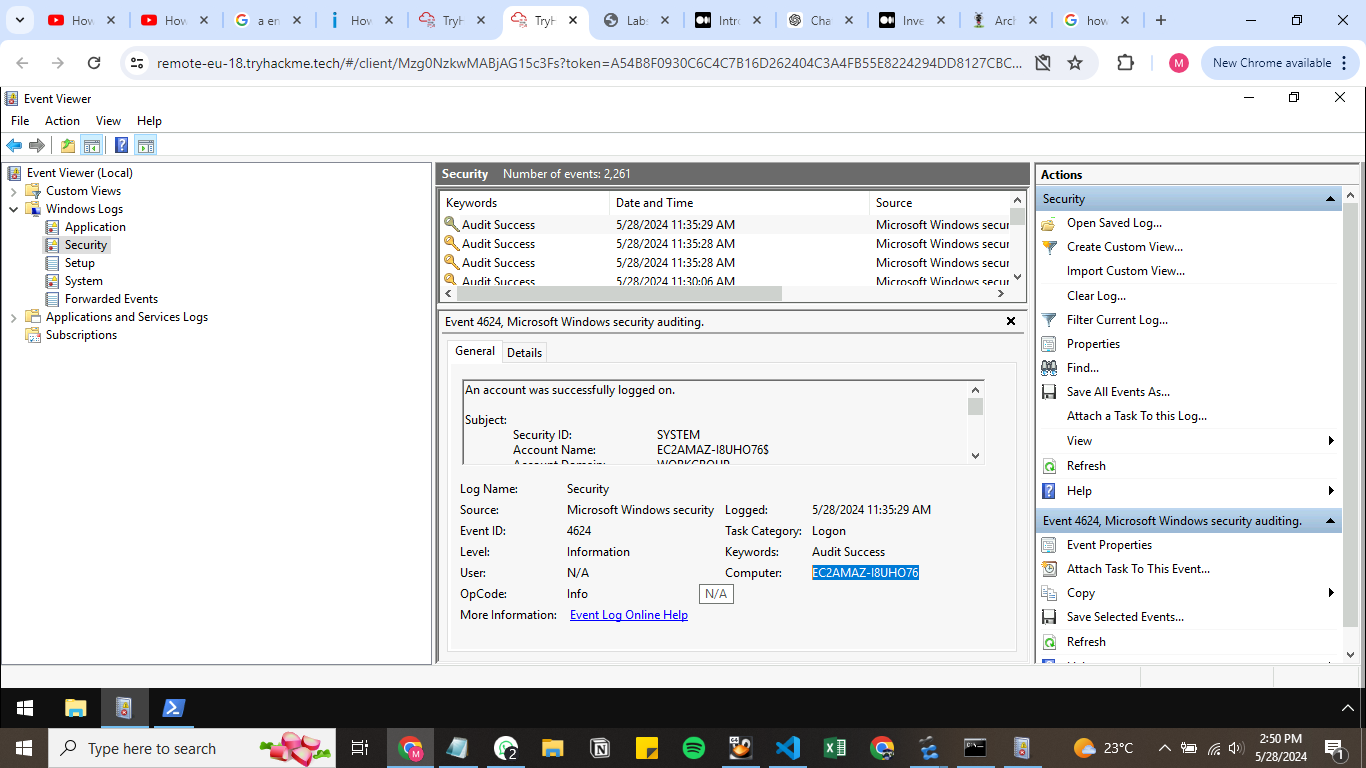 How
How
a en
How
TryH
TryH
Labs
Intro
Cha
Inve
Arch
how
remote-eu-18.tryhackme.tech/#/client/Mzg0NzkwMABjAG15c3Fs?token=A54B8F0930C6C4C7B16D262404C3A4FB55E8224294DD8127CBC...
M
New Chrome available
Event Viewer
File Action View Help
Event Viewer (Local)
Custom Views
Windows Logs
Application
Security
Setup
System
Forwarded Events
Applications and Services Logs
Subscriptions
Security Number of events: 2,261
Keywords Date and Time Source
Audit Success 5/28/2024 11:35:29 AM Microsoft Windows secur
Audit Success 5/28/2024 11:35:28 AM Microsoft Windows secur
Audit Success 5/28/2024 11:35:28 AM Microsoft Windows secur
Audit Success 5/28/2024 11:30:06 AM Microsoft Windows secur
Event 4624, Microsoft Windows security auditing.
General Details
An account was successfully logged on.
Subject:
Security ID: SYSTEM
Account Name: EC2AMAZ-I8UHO76$
Account Domain: WORKGROUP
Log Name: Security
Source: Microsoft Windows security Logged: 5/28/2024 11:35:29 AM
Event ID: 4624 Task Category: Logon
Level: Information Keywords: Audit Success
User: N/A Computer: EC2AMAZ-I8UHO76
OpCode: Info N/A
More Information: Event Log Online Help
Actions
Security
Open Saved Log...
Create Custom View...
Import Custom View...
Clear Log...
Filter Current Log...
Properties
Find...
Save All Events As...
Attach a Task To this Log...
View
Refresh
Help
Event 4624, Microsoft Windows security auditing.
Event Properties
Attach Task To This Event...
Copy
Save Selected Events...
Refresh
Type here to search
23°C
2:50 PM
5/28/2024
1